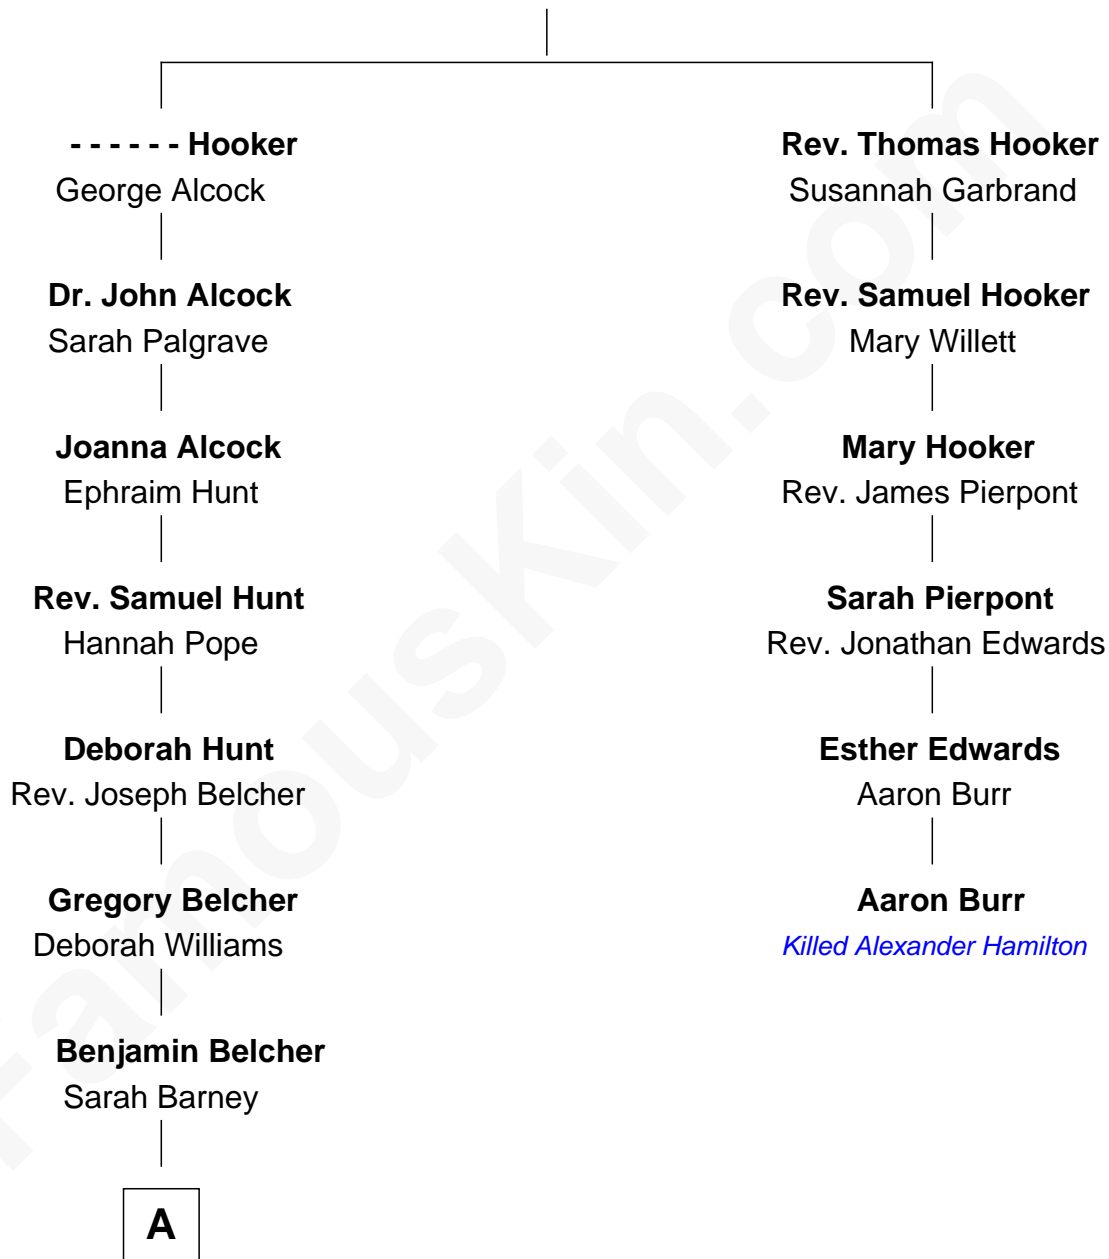 - - - - - - Hooker
George Alcock
Dr. John Alcock
Sarah Palgrave
Joanna Alcock
Ephraim Hunt
Rev. Samuel Hunt
Hannah Pope
Deborah Hunt
Rev. Joseph Belcher
Gregory Belcher
Deborah Williams
Benjamin Belcher
Sarah Barney
A
Rev. Thomas Hooker
Susannah Garbrand
Rev. Samuel Hooker
Mary Willett
Mary Hooker
Rev. James Pierpont
Sarah Pierpont
Rev. Jonathan Edwards
Esther Edwards
Aaron Burr
Aaron Burr
Killed Alexander Hamilton
FamousKin.com